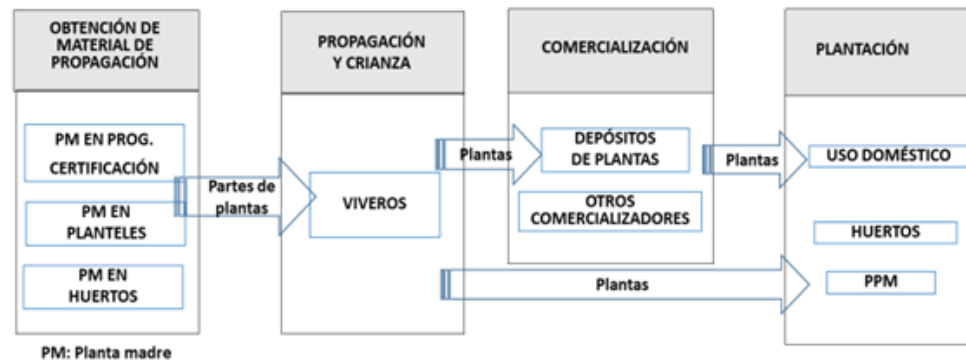 OBTENCIÓN DE
MATERIAL DE
PROPAGACIÓN
PM EN PROG.
CERTIFICACIÓN
PM EN
PLANTELES
PM EN
HUERTOS
PM: Planta madre
Partes de
plantas
PROPAGACIÓN
Y CRIANZA
VIVEROS
Plantas
Plantas
COMERCIALIZACIÓN
DEPÓSITOS
DE PLANTAS
OTROS
COMERCIALIZADORES
Plantas
PLANTACIÓN
USO DOMÉSTICO
HUERTOS
PPM